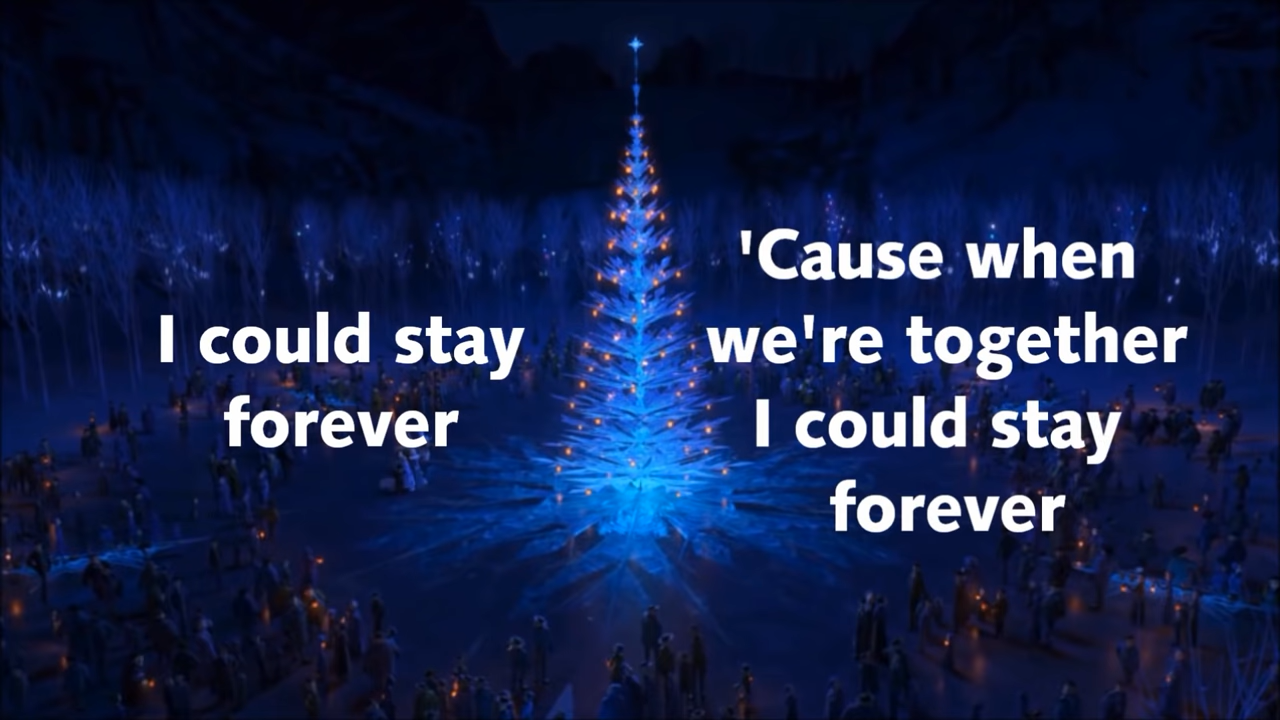 I could stay
forever
'Cause when
we're together
I could stay
forever